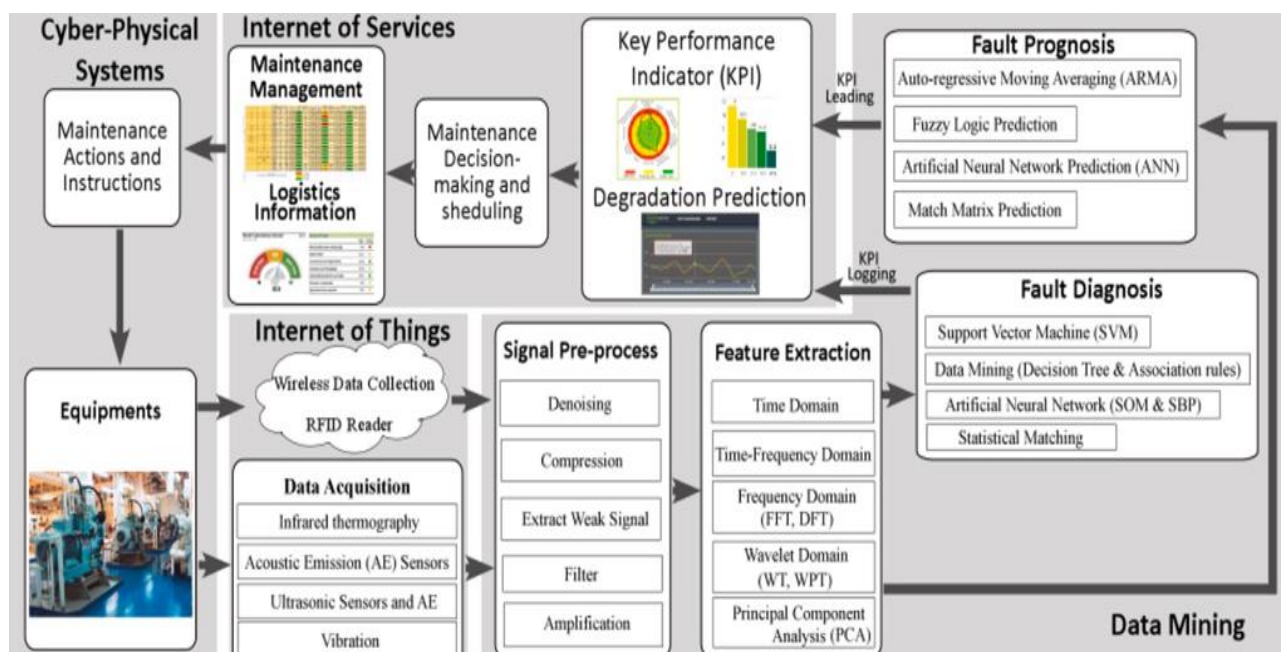 Cyber-Physical
Systems
Maintenance
Actions and
Instructions
Equipments
Internet of Services
Maintenance
Management
Logistics
Information
Maintenance
Decision-
making and
sheduling
Key Performance
Indicator (KPI)
Degradation Prediction
KPI
Leading
KPI
Logging
Fault Prognosis
Auto-regressive Moving Averaging (ARMA)
Fuzzy Logic Prediction
Artificial Neural Network Prediction (ANN)
Match Matrix Prediction
Fault Diagnosis
Support Vector Machine (SVM)
Data Mining (Decision Tree & Association rules)
Artificial Neural Network (SOM & SBP)
Statistical Matching
Internet of Things
Wireless Data Collection
RFID Reader
Data Acquisition
Infrared thermography
Acoustic Emission (AE) Sensors
Ultrasonic Sensors and AE
Vibration
Signal Pre-process
Denoising
Compression
Extract Weak Signal
Filter
Amplification
Feature Extraction
Time Domain
Time-Frequency Domain
Frequency Domain
(FFT, DFT)
Wavelet Domain
(WT, WPT)
Principal Component
Analysis (PCA)
Data Mining